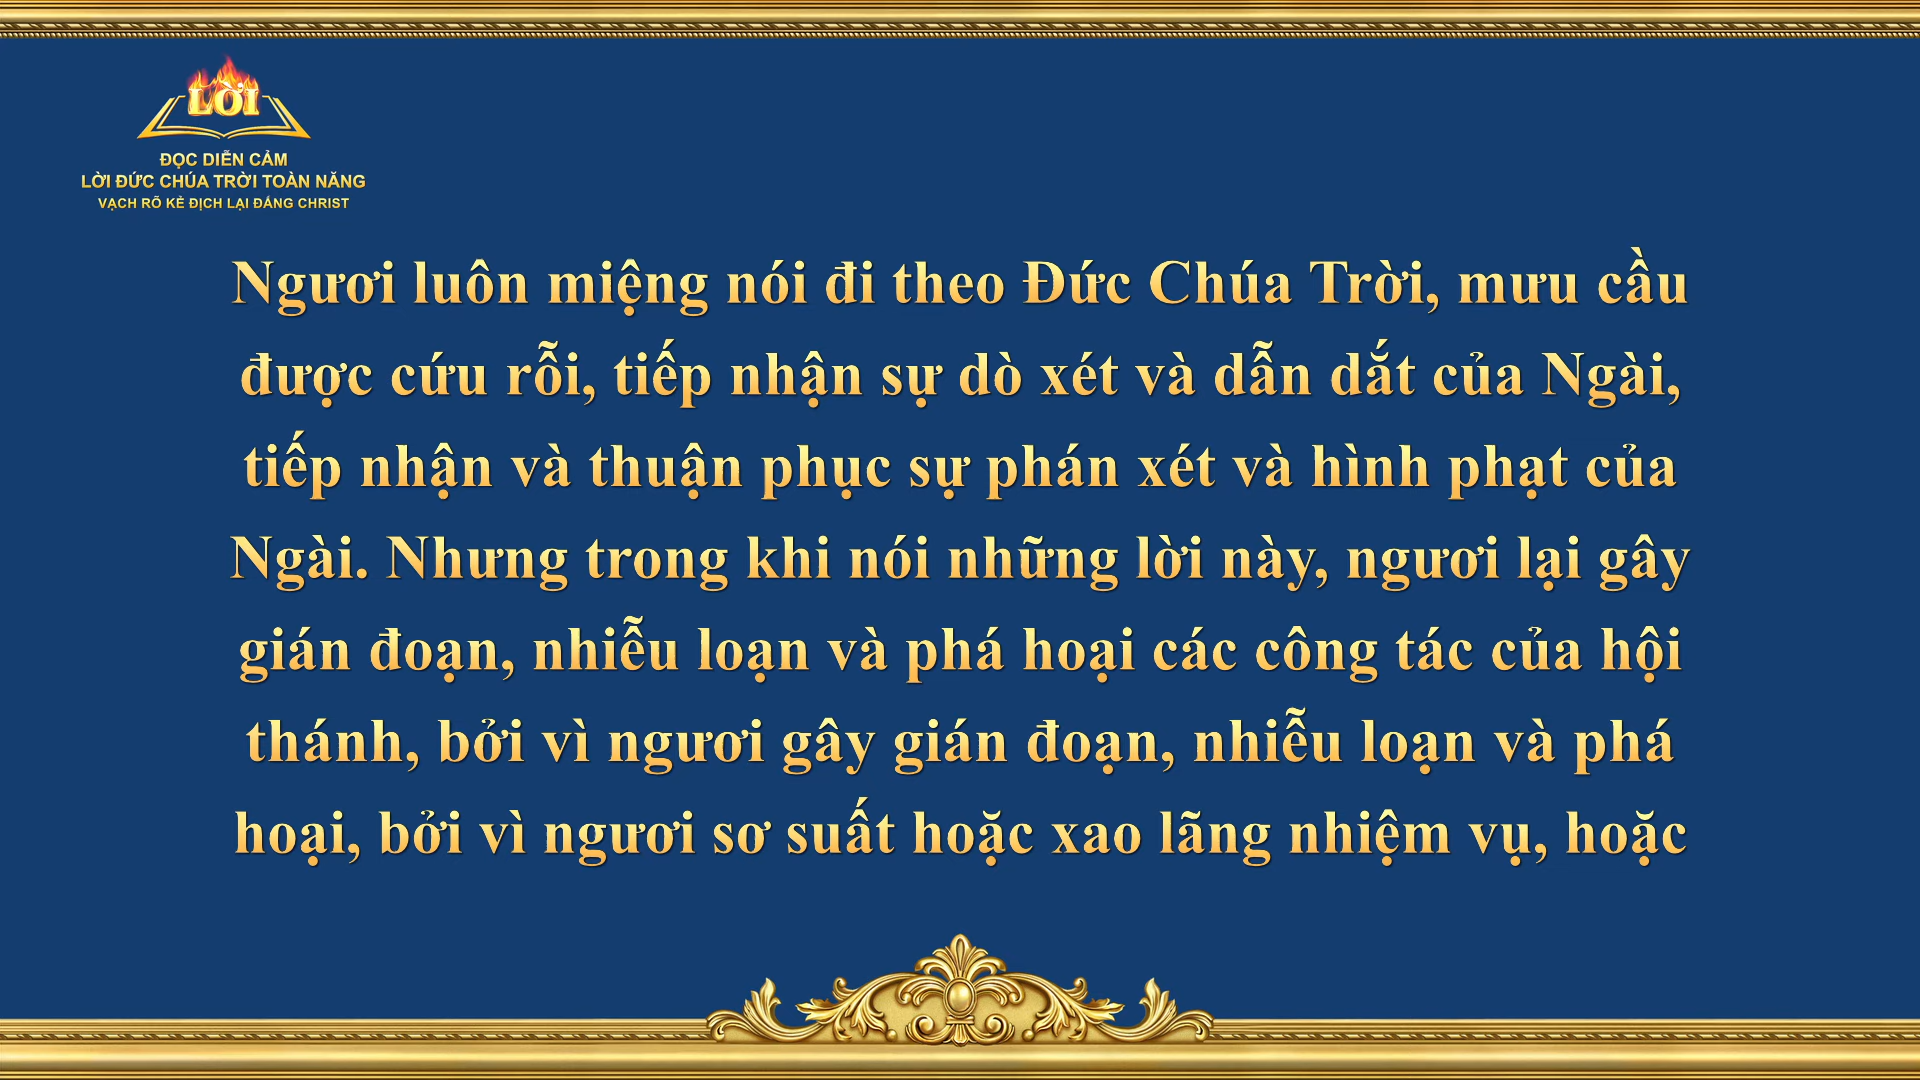 LỜI
ĐỌC DIỄN CẢM
LỜI ĐỨC CHÚA TRỜI TOÀN NĂNG
VẠCH RÕ KẺ ĐỊCH LẠI ĐẤNG CHRIST
Ngươi luôn miệng nói đi theo Đức Chúa Trời, mưu cầu
được cứu rỗi, tiếp nhận sự dò xét và dẫn dắt của Ngài,
tiếp nhận và thuận phục sự phán xét và hình phạt của
Ngài. Nhưng trong khi nói những lời này, ngươi lại gây
gián đoạn, nhiễu loạn và phá hoại các công tác của hội
thánh, bởi vì ngươi gây gián đoạn, nhiễu loạn và phá
hoại, bởi vì ngươi sơ suất hoặc xao lãng nhiệm vụ, hoặc